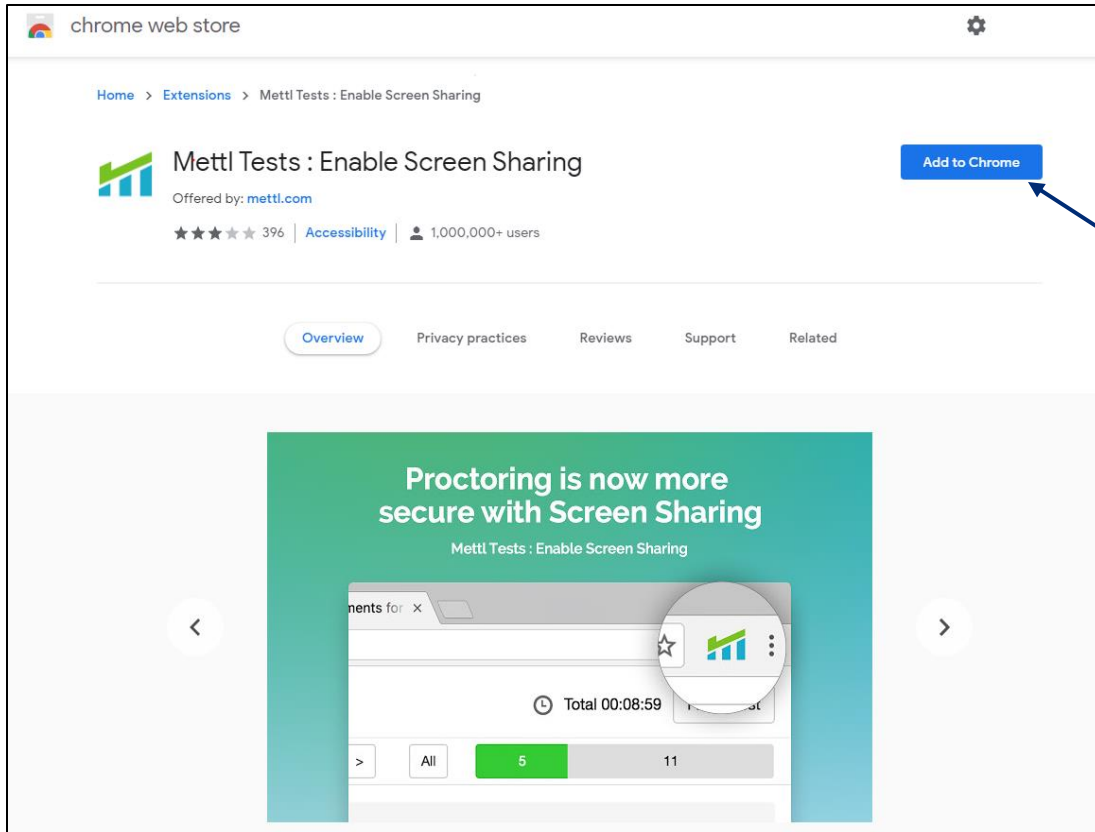 chrome web store
Home > Extensions > Mettl Tests : Enable Screen Sharing
Mettl Tests : Enable Screen Sharing
Add to Chrome
Offered by: mettl.com
396 | Accessibility | 1,000,000+ users
Overview Privacy practices Reviews Support Related
Proctoring is now more
secure with Screen Sharing
Mettl Tests : Enable Screen Sharing
ments for ×
Total 00:08:59
> All 5 11